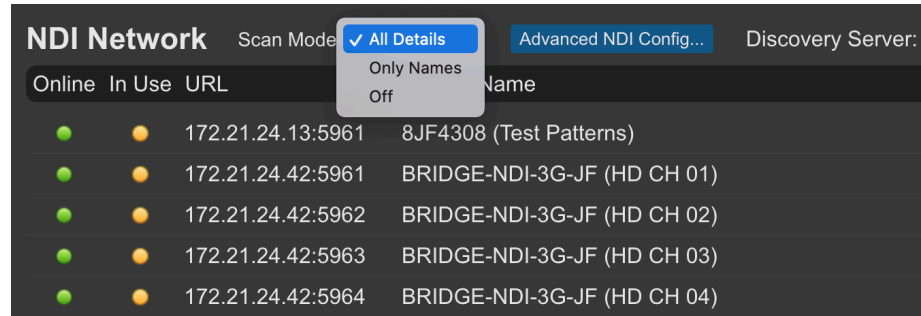 NDI Network Scan Mode ✓ All Details Advanced NDI Config... Discovery Server:
Only Names
Off
Online In Use URL Name
172.21.24.13:5961 8JF4308 (Test Patterns)
172.21.24.42:5961 BRIDGE-NDI-3G-JF (HD CH 01)
172.21.24.42:5962 BRIDGE-NDI-3G-JF (HD CH 02)
172.21.24.42:5963 BRIDGE-NDI-3G-JF (HD CH 03)
172.21.24.42:5964 BRIDGE-NDI-3G-JF (HD CH 04)